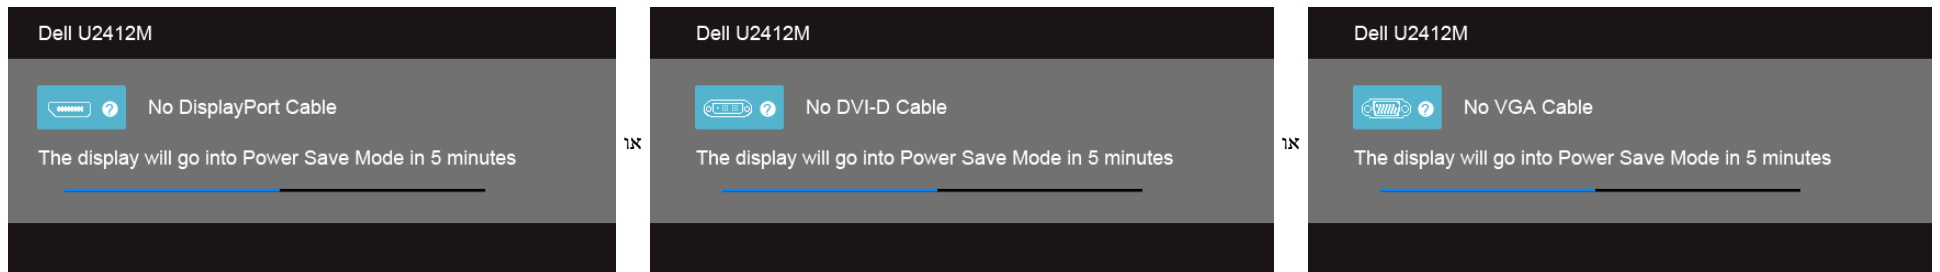 Dell U2412M
No DisplayPort Cable
The display will go into Power Save Mode in 5 minutes
או
Dell U2412M
No DVI-D Cable
The display will go into Power Save Mode in 5 minutes
או
Dell U2412M
No VGA Cable
The display will go into Power Save Mode in 5 minutes